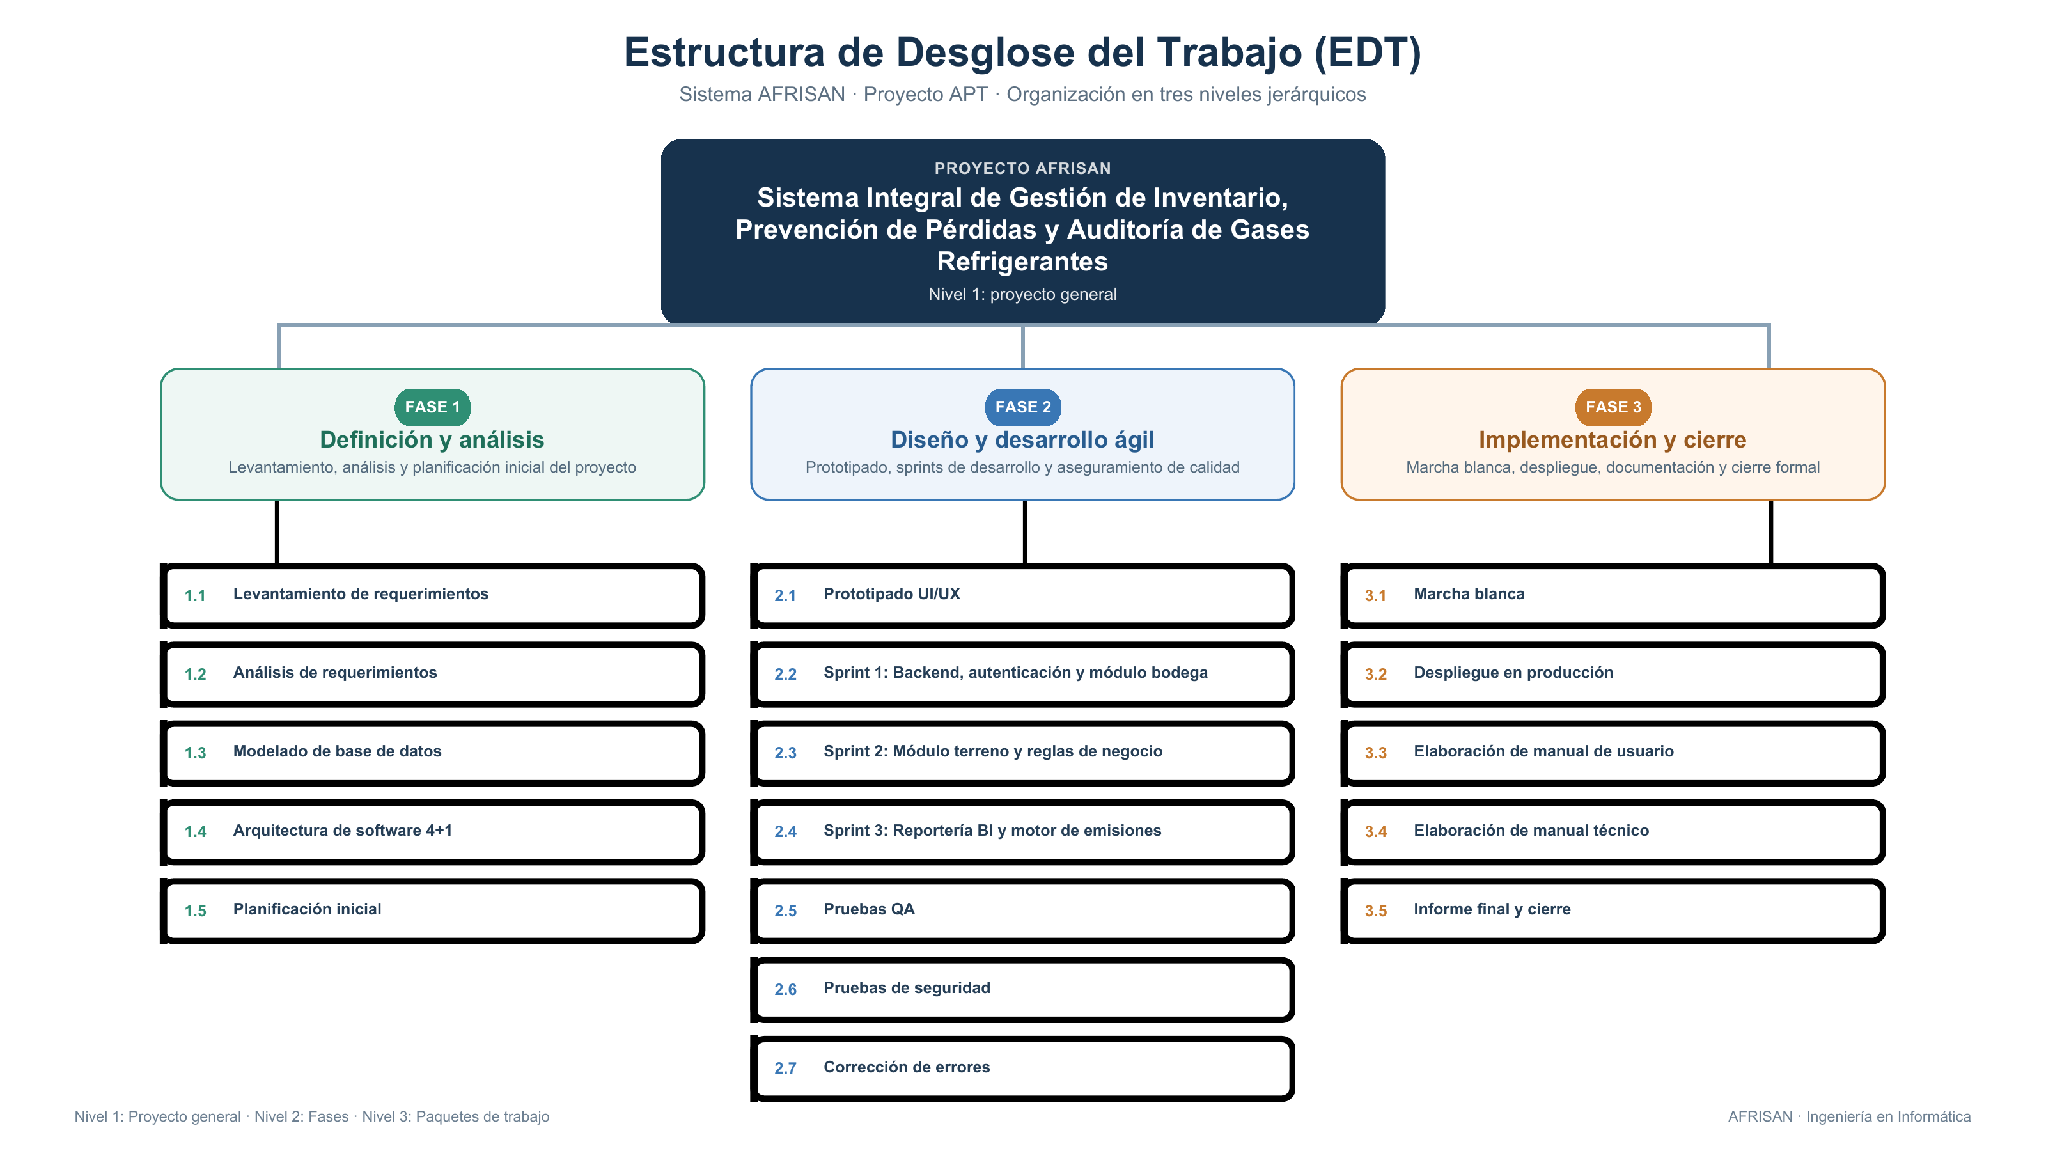 Estructura de Desglose del Trabajo (EDT)
Sistema AFRISAN · Proyecto APT · Organización en tres niveles jerárquicos
PROYECTO AFRISAN
Sistema Integral de Gestión de Inventario,
Prevención de Pérdidas y Auditoría de Gases
Refrigerantes
Nivel 1: proyecto general
FASE 1
Definición y análisis
Levantamiento, análisis y planificación inicial del proyecto
1.1 Levantamiento de requerimientos
1.2 Análisis de requerimientos
1.3 Modelado de base de datos
1.4 Arquitectura de software 4+1
1.5 Planificación inicial
FASE 2
Diseño y desarrollo ágil
Prototipado, sprints de desarrollo y aseguramiento de calidad
2.1 Prototipado UI/UX
2.2 Sprint 1: Backend, autenticación y módulo bodega
2.3 Sprint 2: Módulo terreno y reglas de negocio
2.4 Sprint 3: Reportería BI y motor de emisiones
2.5 Pruebas QA
2.6 Pruebas de seguridad
2.7 Corrección de errores
FASE 3
Implementación y cierre
Marcha blanca, despliegue, documentación y cierre formal
3.1 Marcha blanca
3.2 Despliegue en producción
3.3 Elaboración de manual de usuario
3.4 Elaboración de manual técnico
3.5 Informe final y cierre
Nivel 1: Proyecto general · Nivel 2: Fases · Nivel 3: Paquetes de trabajo
AFRISAN · Ingeniería en Informática